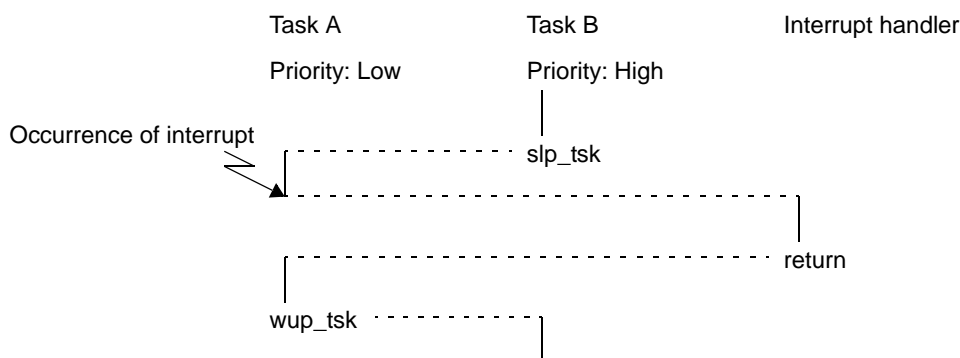 Task A Task B Interrupt handler
Priority: Low Priority: High
Occurrence of interrupt
slp_tsk
return
wup_tsk